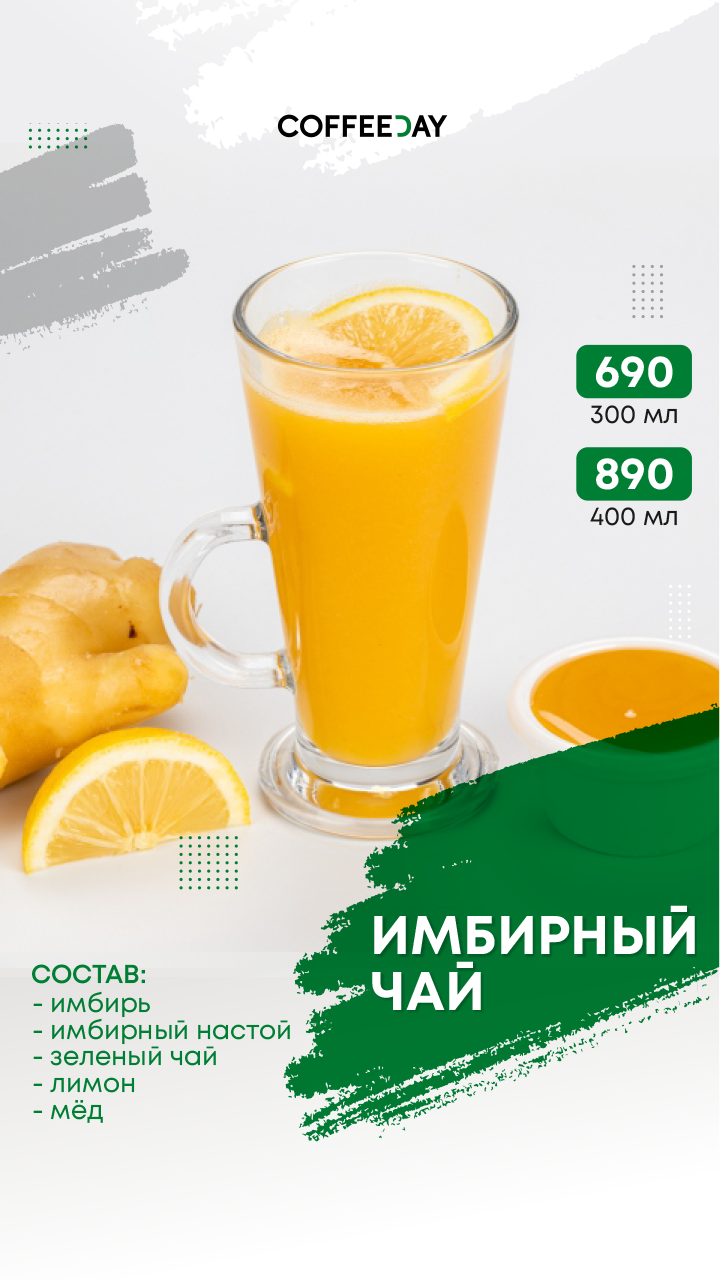 COFFEEDAY
690
300 мл
890
400 мл
ИМБИРНЫЙ
ЧАЙ
СОСТАВ:
- имбирь
- имбирный настой
- зеленый чай
- лимон
- мёд